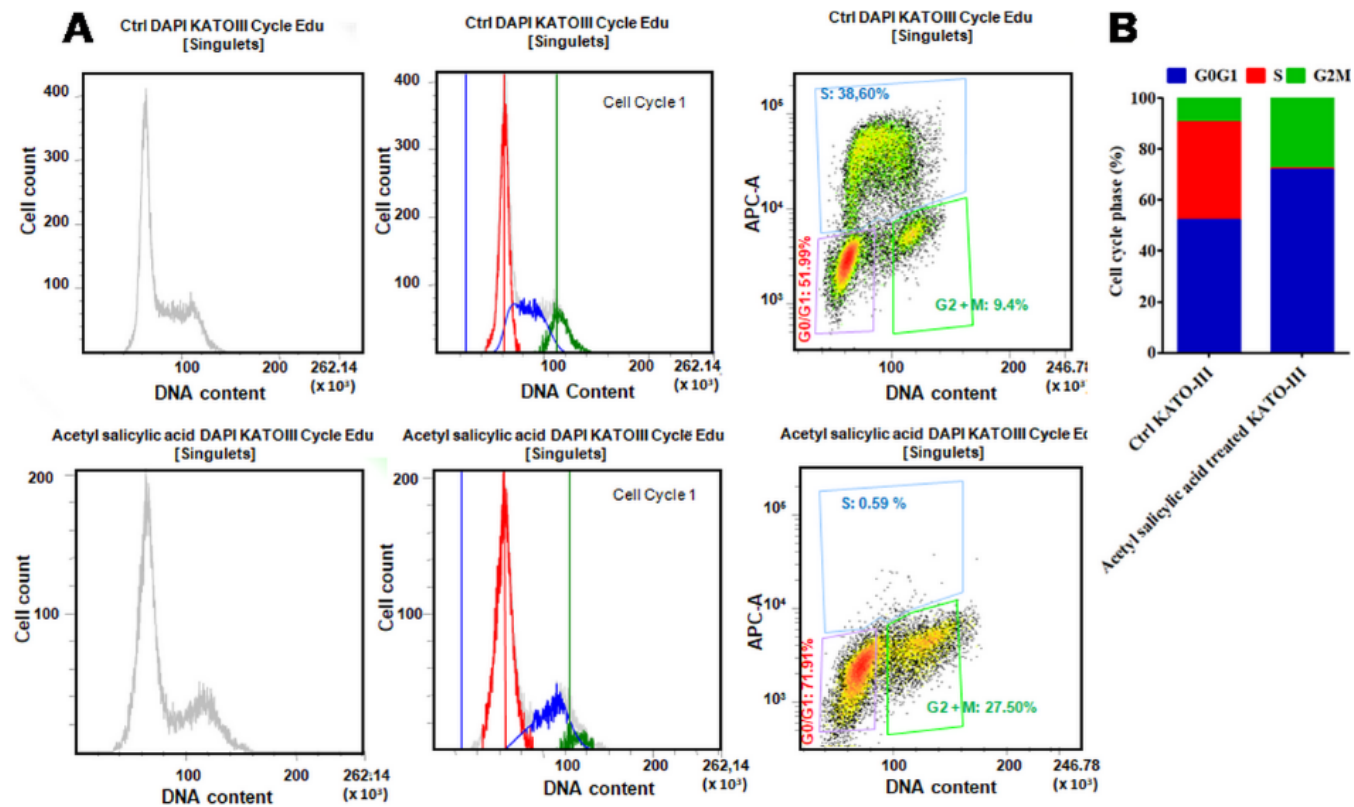 A
Ctrl DAPI KATOIII Cycle Edu
[Singulets]
Cell count
400
300
200
100
100
200
262.14
(x 10³)
DNA content
Ctrl DAPI KATOIII Cycle Edu
[Singulets]
Cell Cycle 1
Cell count
400
300
200
100
100
200
262.14
(x 10³)
DNA Content
Ctrl DAPI KATOIII Cycle Edu
[Singulets]
S: 38,60%
APC-A
10⁶
10⁴
10³
G0/G1: 51.99%
G2 + M: 9.4%
100
200
246.78
(x 10³)
DNA content
B
G0G1 S G2M
Cell cycle phase (%)
100
80
60
40
20
0
Ctrl KATO-III
Acetyl salicylic acid treated KATO-III
Acetyl salicylic acid DAPI KATOIII Cycle Edu
[Singulets]
Cell count
200
100
100
200
262.14
(x 10³)
DNA content
Acetyl salicylic acid DAPI KATOIII Cycle Edu
[Singulets]
Cell Cycle 1
Cell count
200
100
100
200
262,14
(x 10³)
DNA content
Acetyl salicylic acid DAPI KATOIII Cycle Ed
[Singulets]
S: 0.59 %
APC-A
10⁶
10⁴
10³
G0/G1: 71.91%
G2 + M: 27.50%
100
200
246.78
(x 10³)
DNA content